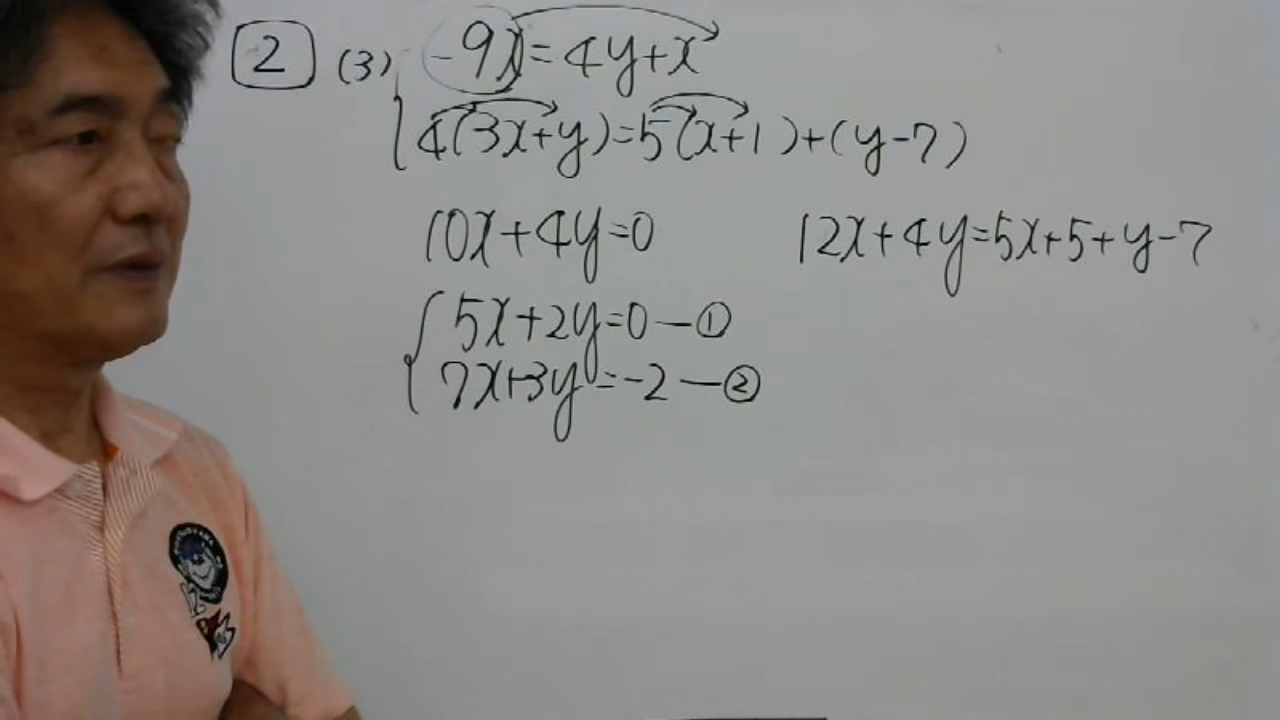 2 (3) -9x=4y+x
4(3x+y)=5(x+1)+(y-7)
10x+4y=0 12x+4y=5x+5+y-7
5x+2y=0—①
7x+3y=-2—②